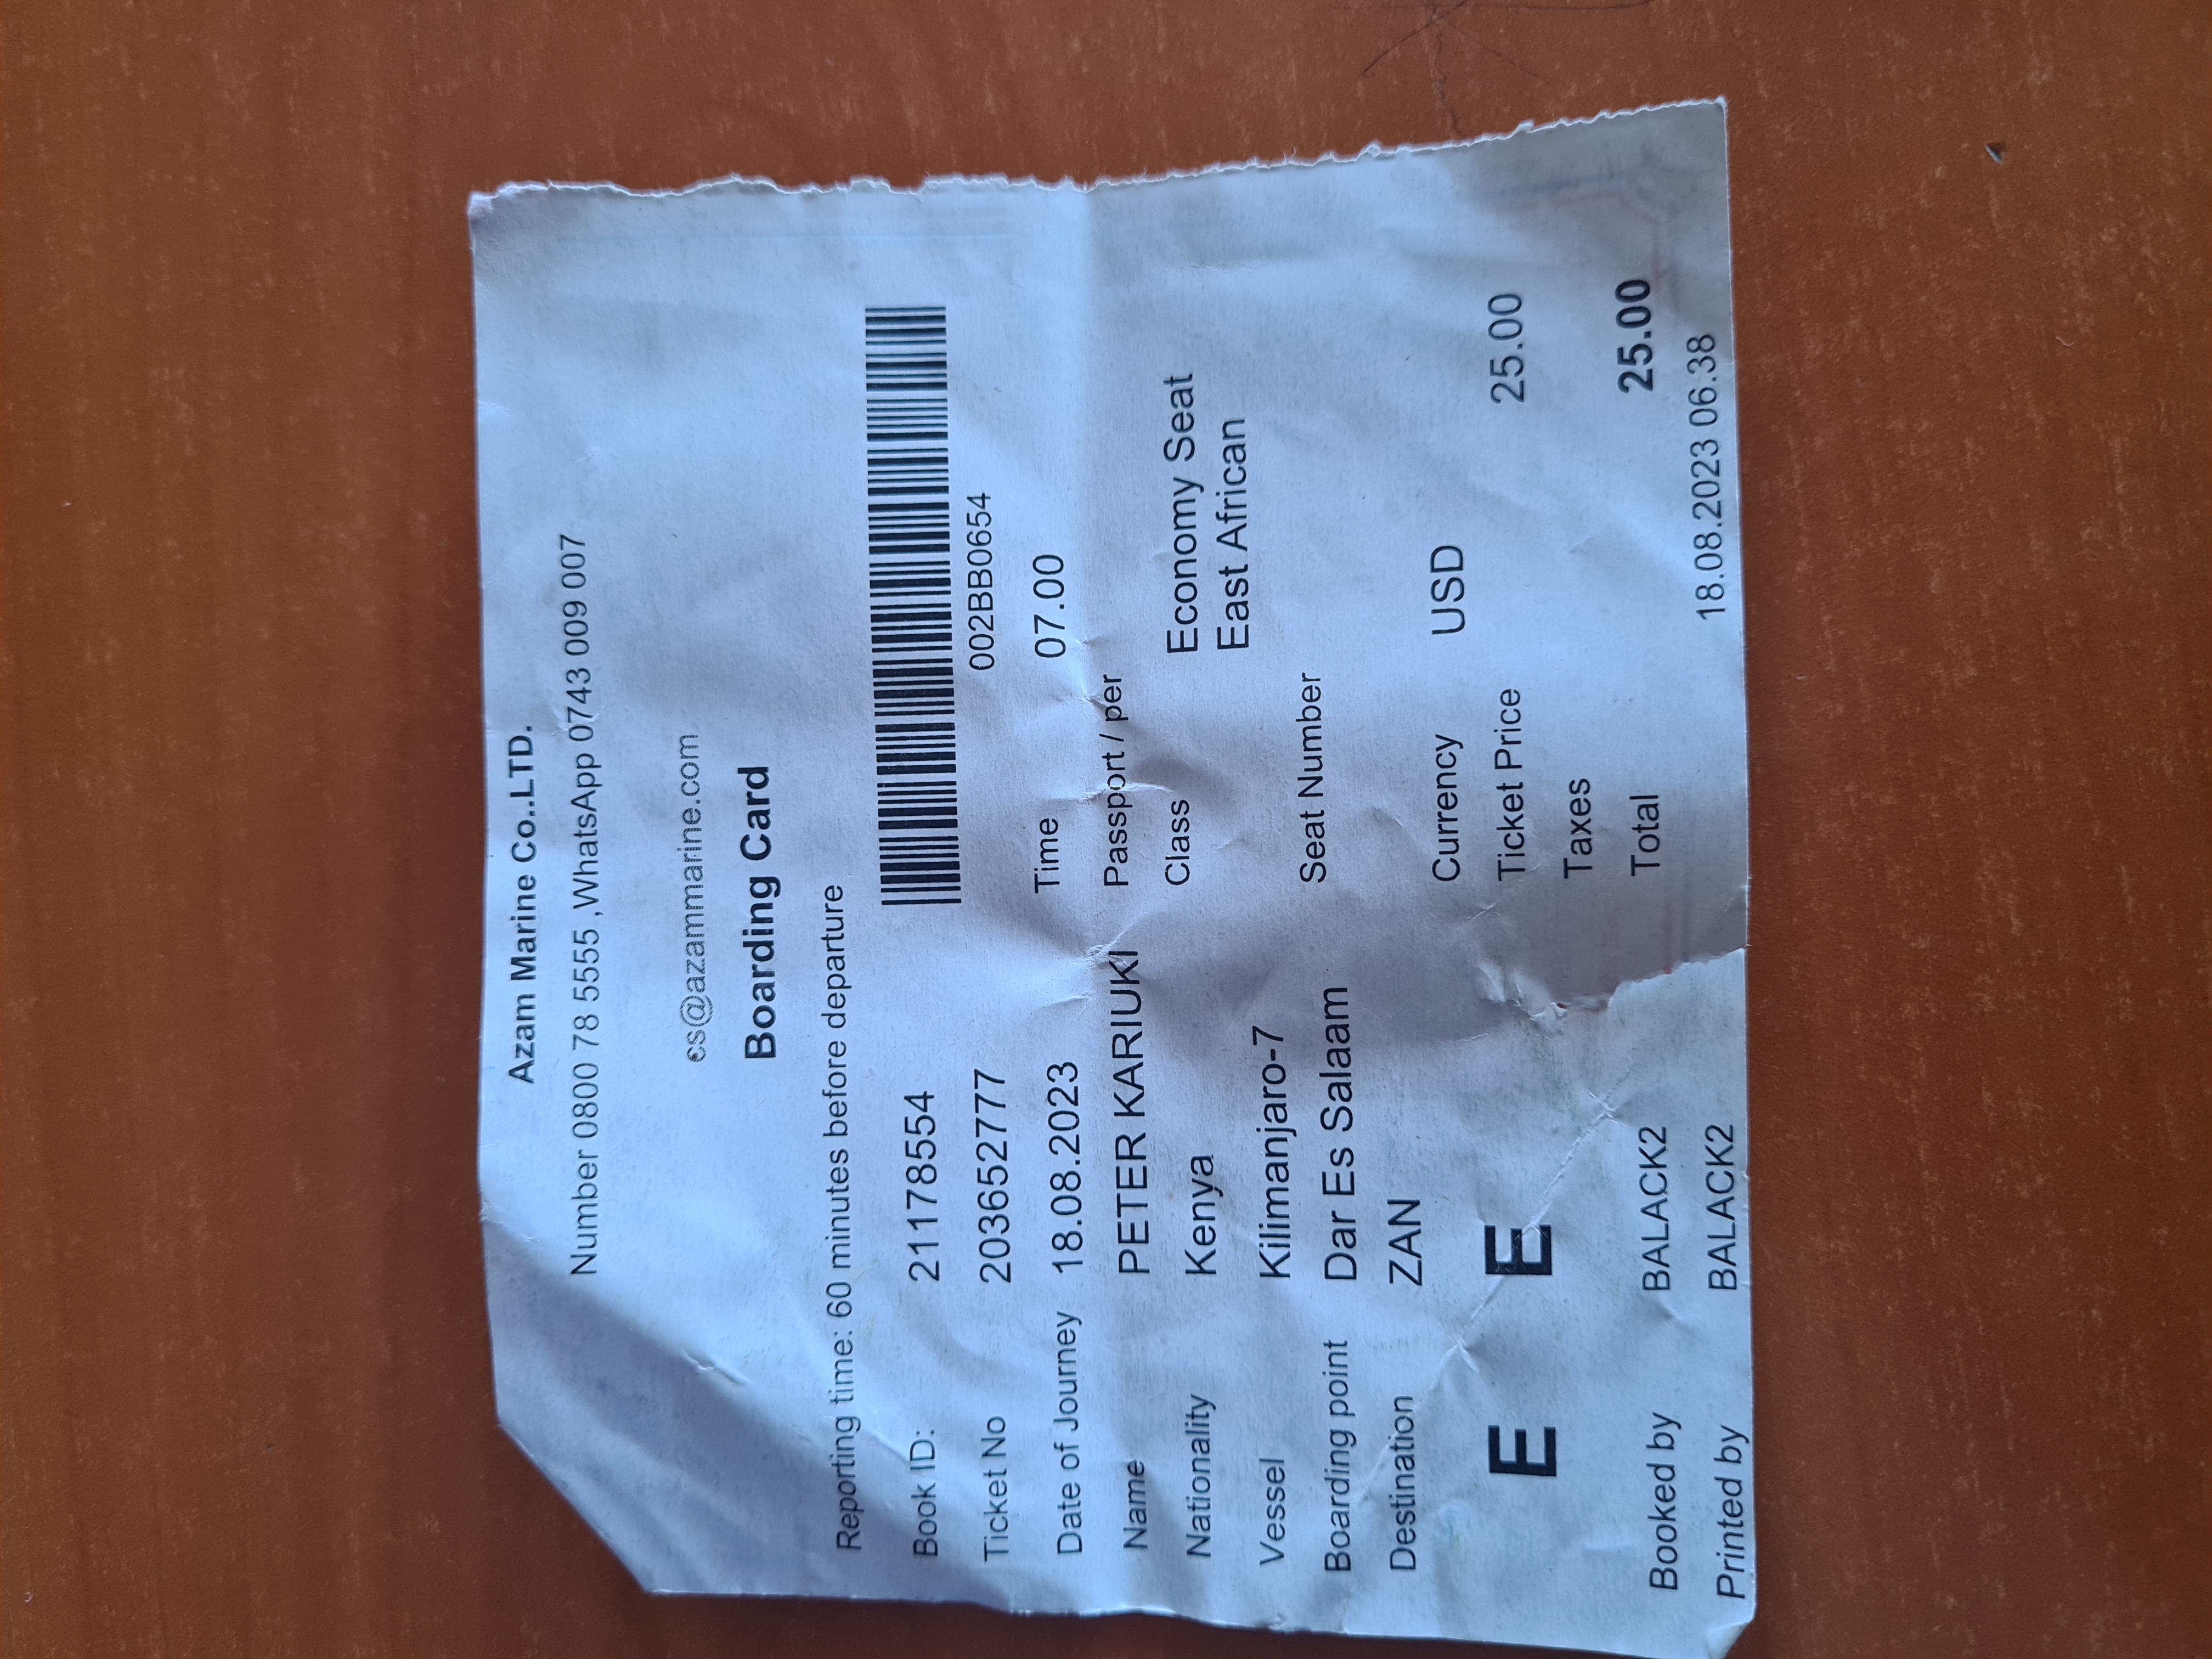 Azam Marine Co..LTD.
Number 0800 78 5555 ,WhatsApp 0743 009 007
es@azammarine.com
Boarding Card
Reporting time: 60 minutes before departure
Book ID: 21178554
Ticket No 2036527​77 002BB0654
Date of Journey 18.08.2023 Time 07.00
Name PETER KARIUKI Passport / per
Nationality Kenya Class Economy Seat
East African
Vessel Kilimanjaro-7
Boarding point Dar Es Salaam Seat Number
Destination ZAN
Currency USD
E E Ticket Price 25.00
Taxes
Booked by BALACK2 Total 25.00
Printed by BALACK2 18.08.2023 06.38